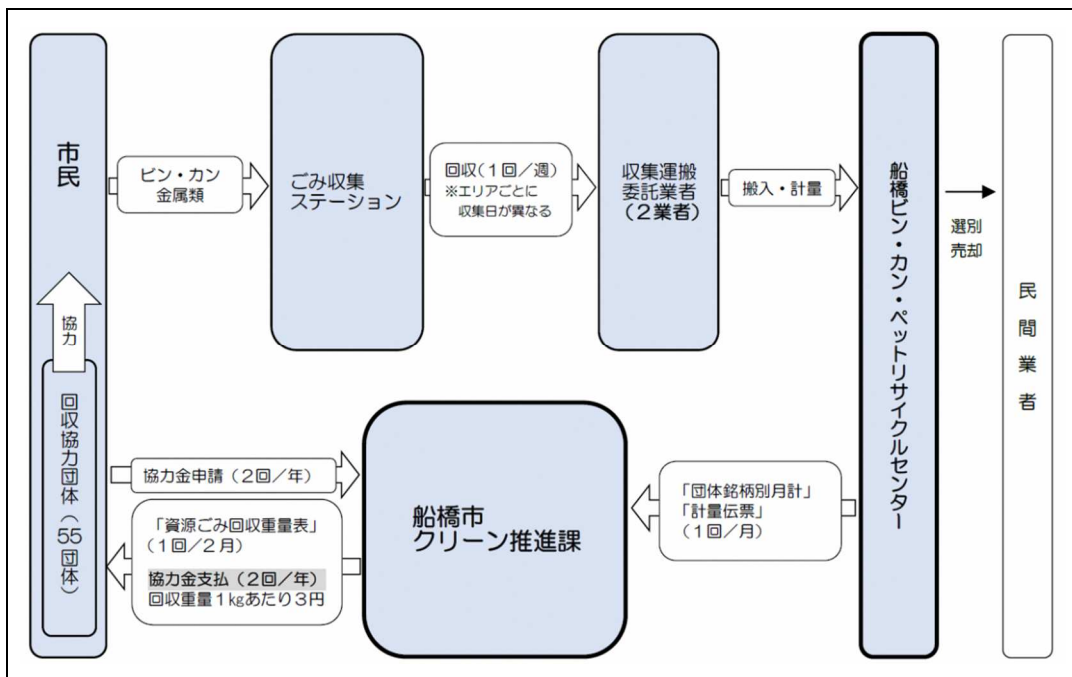 市民
ビン・カン
金属類
ごみ収集
ステーション
回収(1回/週)
※エリアごとに
収集日が異なる
収集運搬
委託業者
(2業者)
搬入・計量
船橋ビン・カン・ペットリサイクルセンター
選別
売却
民間業者
協力
回収協力団体(55団体)
協力金申請(2回/年)
「資源ごみ回収重量表」
(1回/2月)
協力金支払(2回/年)
回収重量1㎏あたり3円
船橋市
クリーン推進課
「団体銘柄別月計」
「計量伝票」
(1回/月)